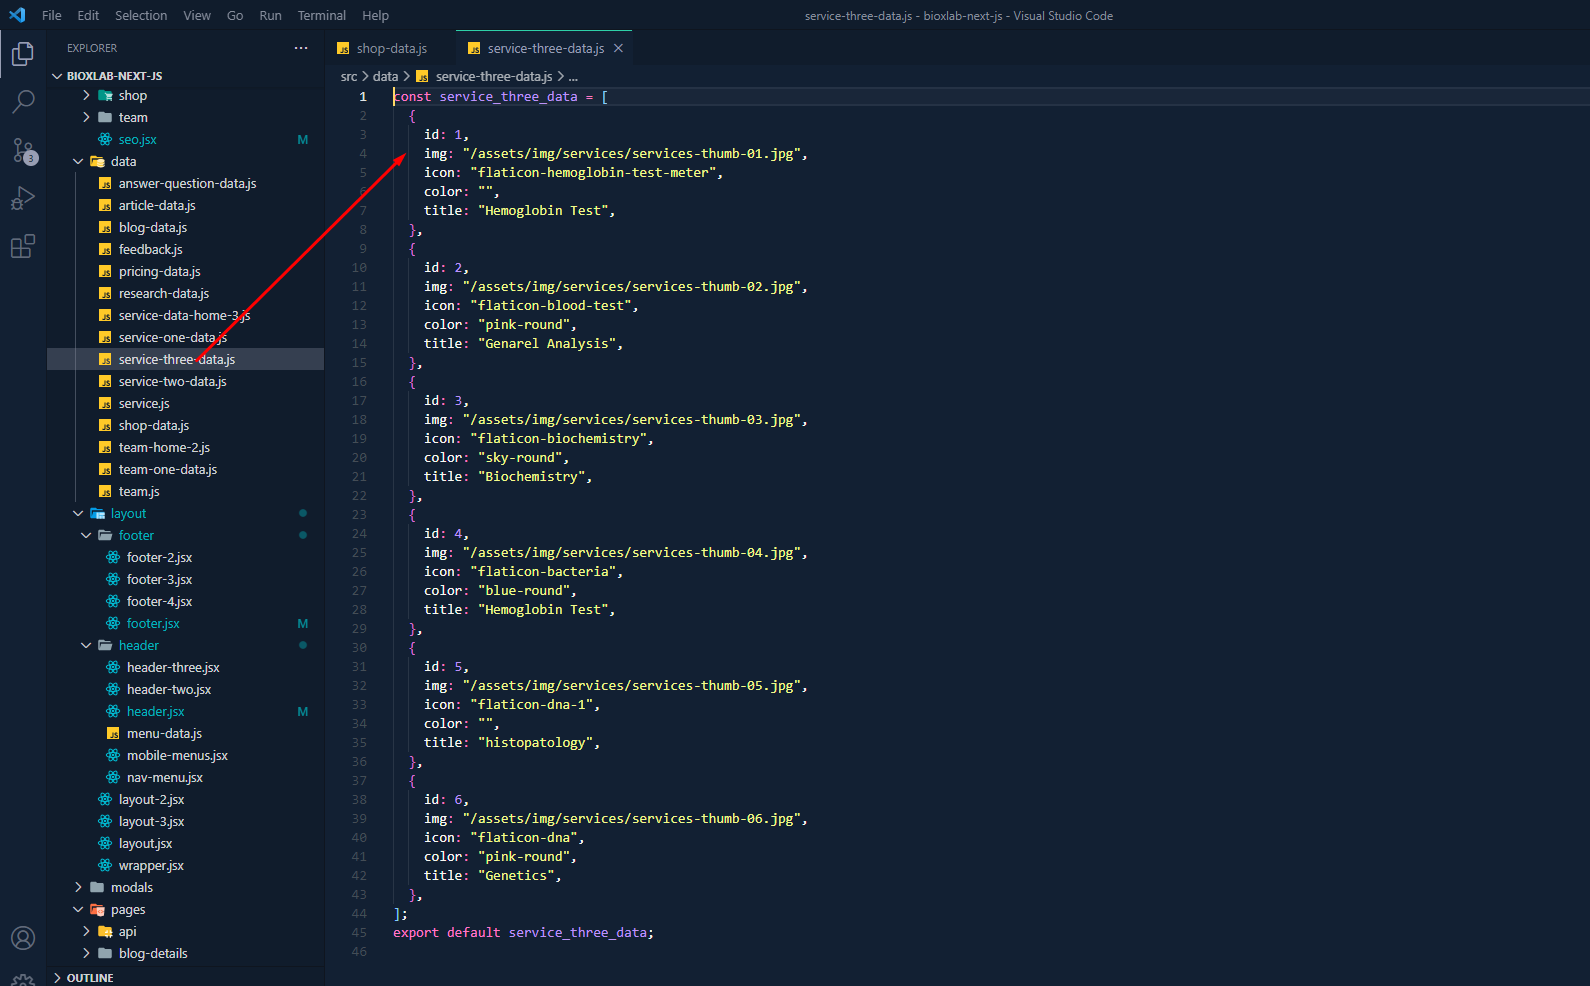 File Edit Selection View Go Run Terminal Help
service-three-data.js - bioxlab-next-js - Visual Studio Code
EXPLORER
BIOXLAB-NEXT-JS
shop
team
seo.jsx M
data
answer-question-data.js
article-data.js
blog-data.js
feedback.js
pricing-data.js
research-data.js
service-data-home-3.js
service-one-data.js
service-three-data.js
service-two-data.js
service.js
shop-data.js
team-home-2.js
team-one-data.js
team.js
layout
footer
footer-2.jsx
footer-3.jsx
footer-4.jsx
footer.jsx M
header
header-three.jsx
header-two.jsx
header.jsx M
menu-data.js
mobile-menus.jsx
nav-menu.jsx
layout-2.jsx
layout-3.jsx
layout.jsx
wrapper.jsx
modals
pages
api
blog-details
OUTLINE
3
JS shop-data.js JS service-three-data.js
src > data > JS service-three-data.js > ...
1 const service_three_data = [
2 {
3 id: 1,
4 img: "/assets/img/services/services-thumb-01.jpg",
5 icon: "flaticon-hemoglobin-test-meter",
6 color: "",
7 title: "Hemoglobin Test",
8 },
9 {
10 id: 2,
11 img: "/assets/img/services/services-thumb-02.jpg",
12 icon: "flaticon-blood-test",
13 color: "pink-round",
14 title: "Genarel Analysis",
15 },
16 {
17 id: 3,
18 img: "/assets/img/services/services-thumb-03.jpg",
19 icon: "flaticon-biochemistry",
20 color: "sky-round",
21 title: "Biochemistry",
22 },
23 {
24 id: 4,
25 img: "/assets/img/services/services-thumb-04.jpg",
26 icon: "flaticon-bacteria",
27 color: "blue-round",
28 title: "Hemoglobin Test",
29 },
30 {
31 id: 5,
32 img: "/assets/img/services/services-thumb-05.jpg",
33 icon: "flaticon-dna-1",
34 color: "",
35 title: "histopatology",
36 },
37 {
38 id: 6,
39 img: "/assets/img/services/services-thumb-06.jpg",
40 icon: "flaticon-dna",
41 color: "pink-round",
42 title: "Genetics",
43 },
44 ];
45 export default service_three_data;
46